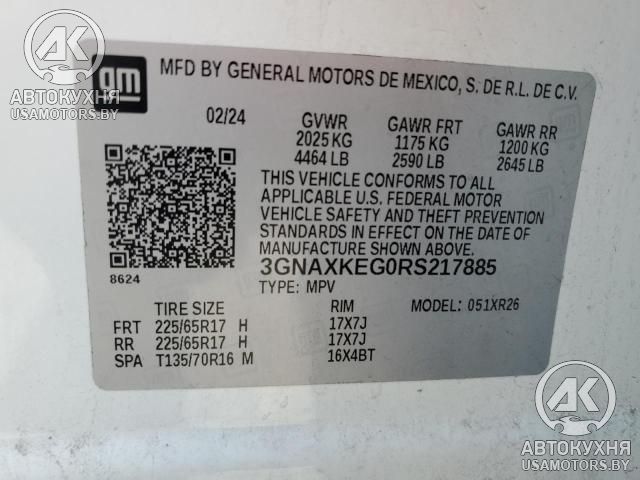 АВТОКУХНЯ
USAMOTORS.BY
gm
MFD BY GENERAL MOTORS DE MEXICO, S. DE R.L. DE C.V.
АВТОКУХНЯ
USAMOTORS.BY
02/24 GVWR GAWR FRT GAWR RR
2025 KG 1175 KG 1200 KG
4464 LB 2590 LB 2645 LB
THIS VEHICLE CONFORMS TO ALL
APPLICABLE U.S. FEDERAL MOTOR
VEHICLE SAFETY AND THEFT PREVENTION
STANDARDS IN EFFECT ON THE DATE OF
MANUFACTURE SHOWN ABOVE.
8624 3GNAXKEG0RS217885
TYPE: MPV
TIRE SIZE RIM MODEL: 051XR26
FRT 225/65R17 H 17X7J
RR 225/65R17 H 17X7J
SPA T135/70R16 M 16X4BT
АВТОКУХНЯ
USAMOTORS.BY